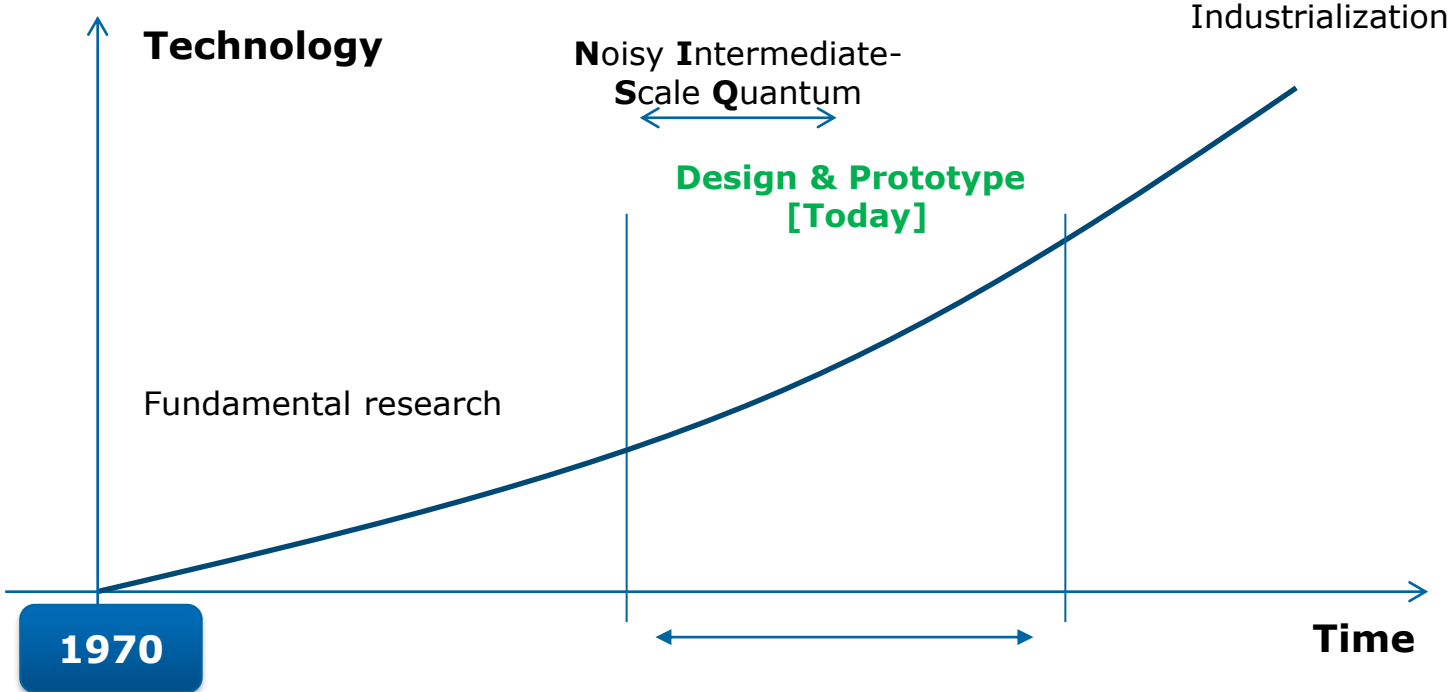 Industrialization
Technology
Noisy Intermediate-
Scale Quantum
Design & Prototype
[Today]
Fundamental research
1970
Time